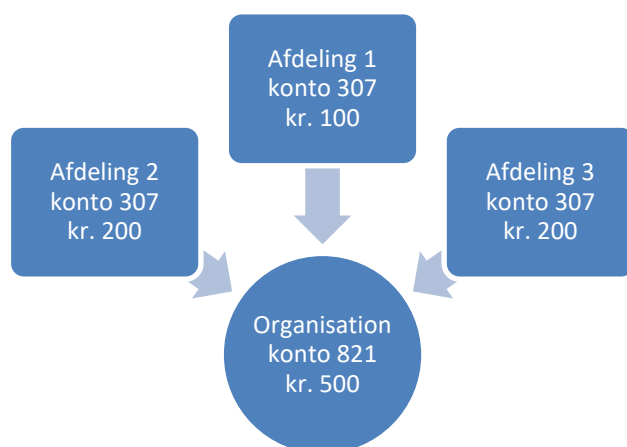 Afdeling 1
konto 307
kr. 100
Afdeling 2
konto 307
kr. 200
Afdeling 3
konto 307
kr. 200
Organisation
konto 821
kr. 500